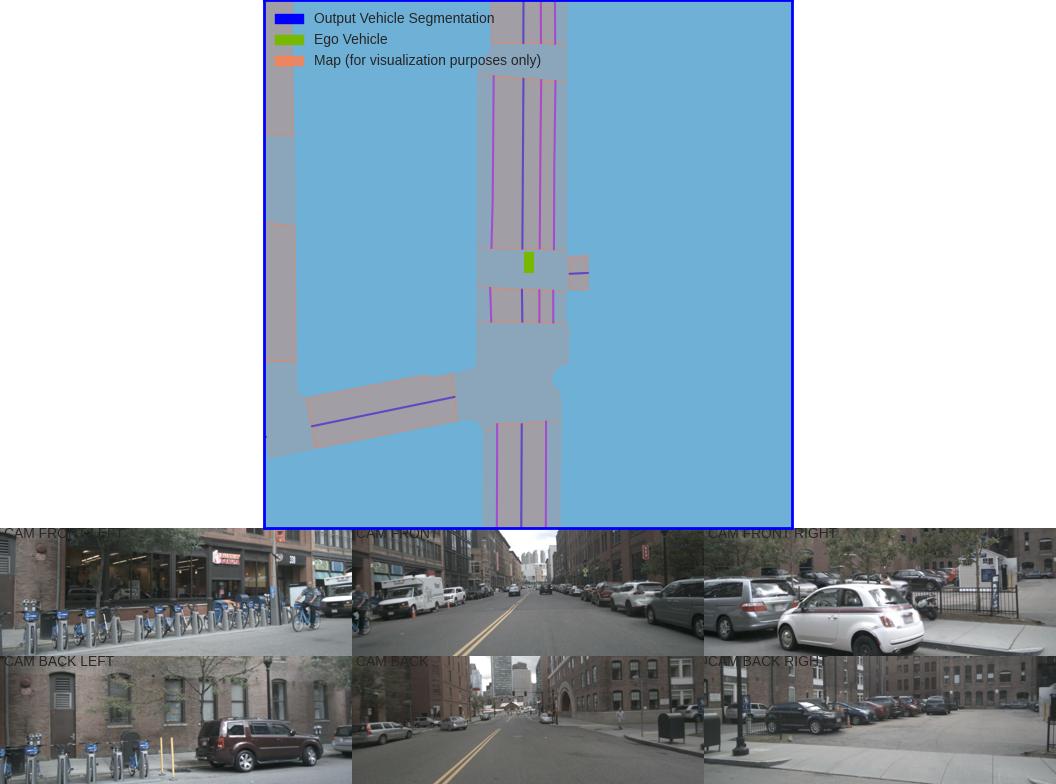 Output Vehicle Segmentation
Ego Vehicle
Map (for visualization purposes only)
CAM FRONT LEFT
CAM FRONT
CAM FRONT RIGHT
CAM BACK LEFT
CAM BACK
CAM BACK RIGHT